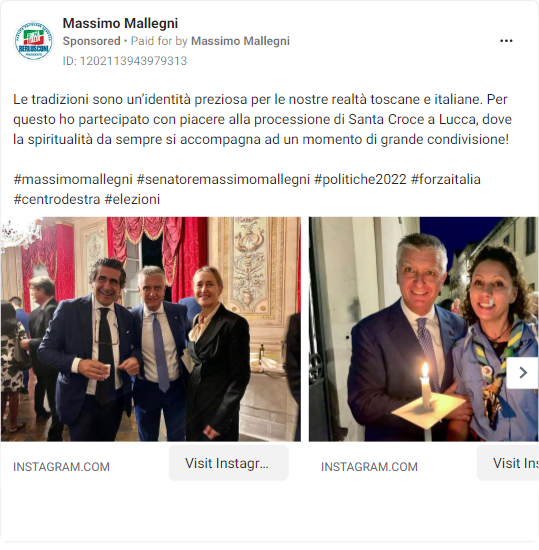 Massimo Mallegni
Sponsored • Paid for by Massimo Mallegni
ID: 1202113943979313
BERLUSCONI
Le tradizioni sono un'identità preziosa per le nostre realtà toscane e italiane. Per
questo ho partecipato con piacere alla processione di Santa Croce a Lucca, dove
la spiritualità da sempre si accompagna ad un momento di grande condivisione!
#massimomallegni #senatoremassimomallegni #politiche2022 #forzaitalia
#centrodestra #elezioni
INSTAGRAM.COM
Visit Instagr...
INSTAGRAM.COM
Visit Ins